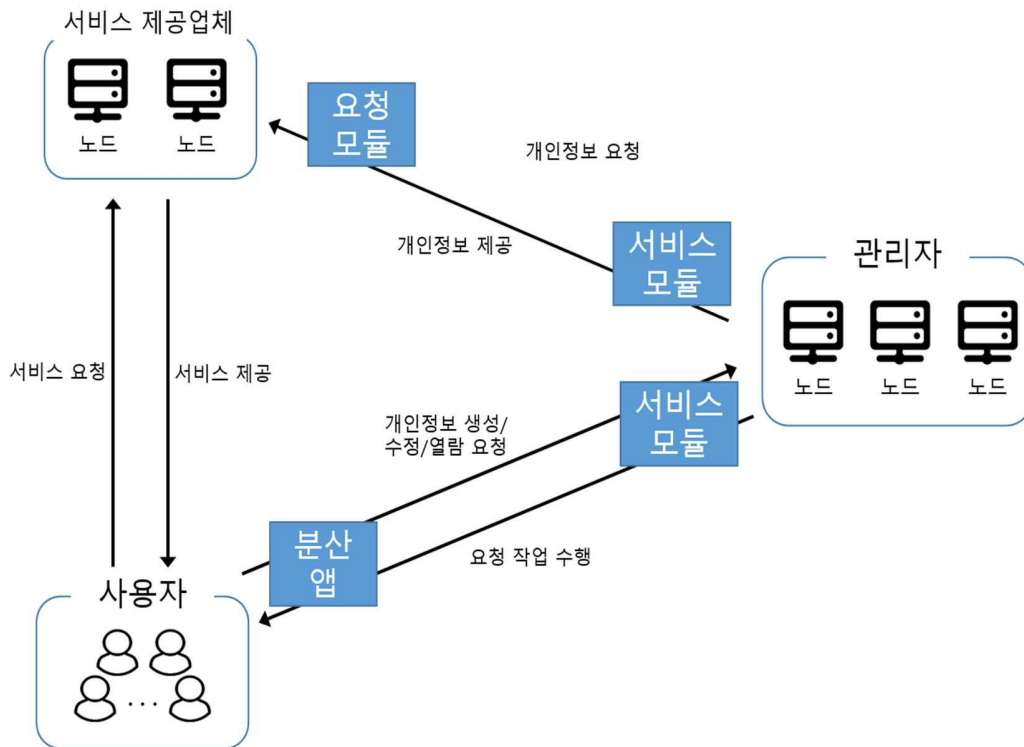 서비스 제공업체
노드
노드
요청
모듈
개인정보 요청
개인정보 제공
서비스
모듈
관리자
노드
노드
노드
서비스 요청
서비스 제공
개인정보 생성/
수정/열람 요청
서비스
모듈
분산
앱
요청 작업 수행
사용자
...